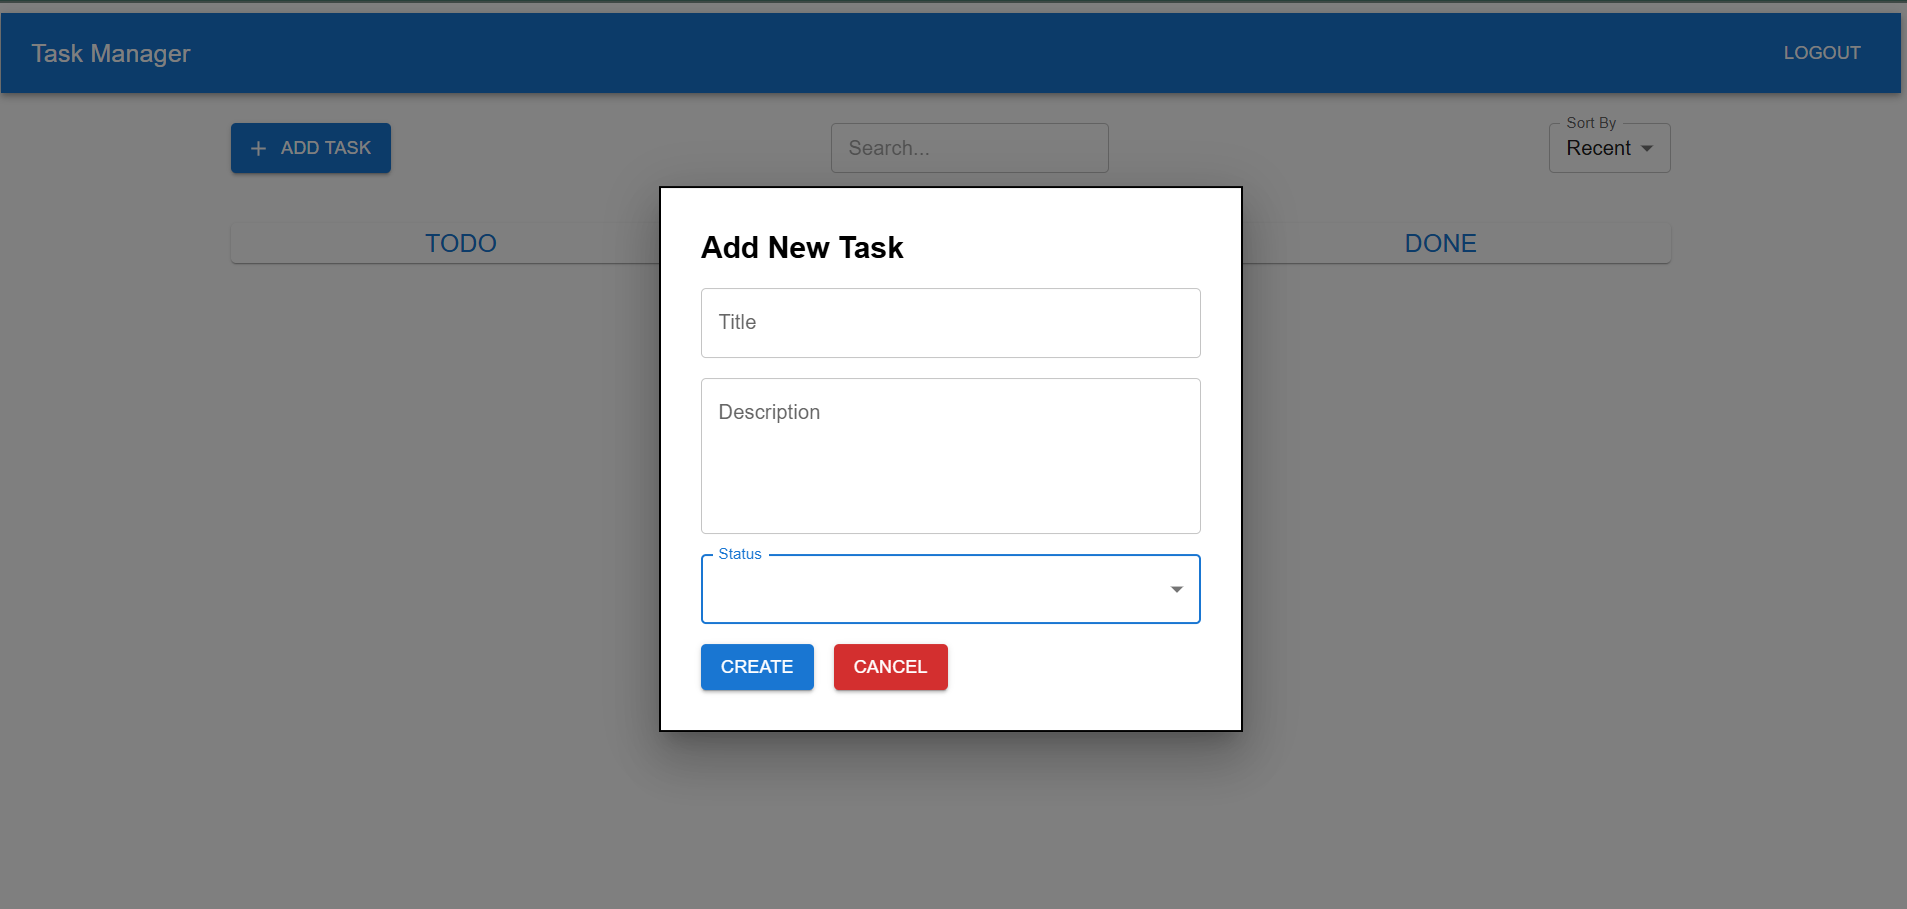 Task Manager
LOGOUT
ADD TASK
Search...
Sort By
Recent
TODO
DONE
Add New Task
Title
Description
Status
CREATE
CANCEL